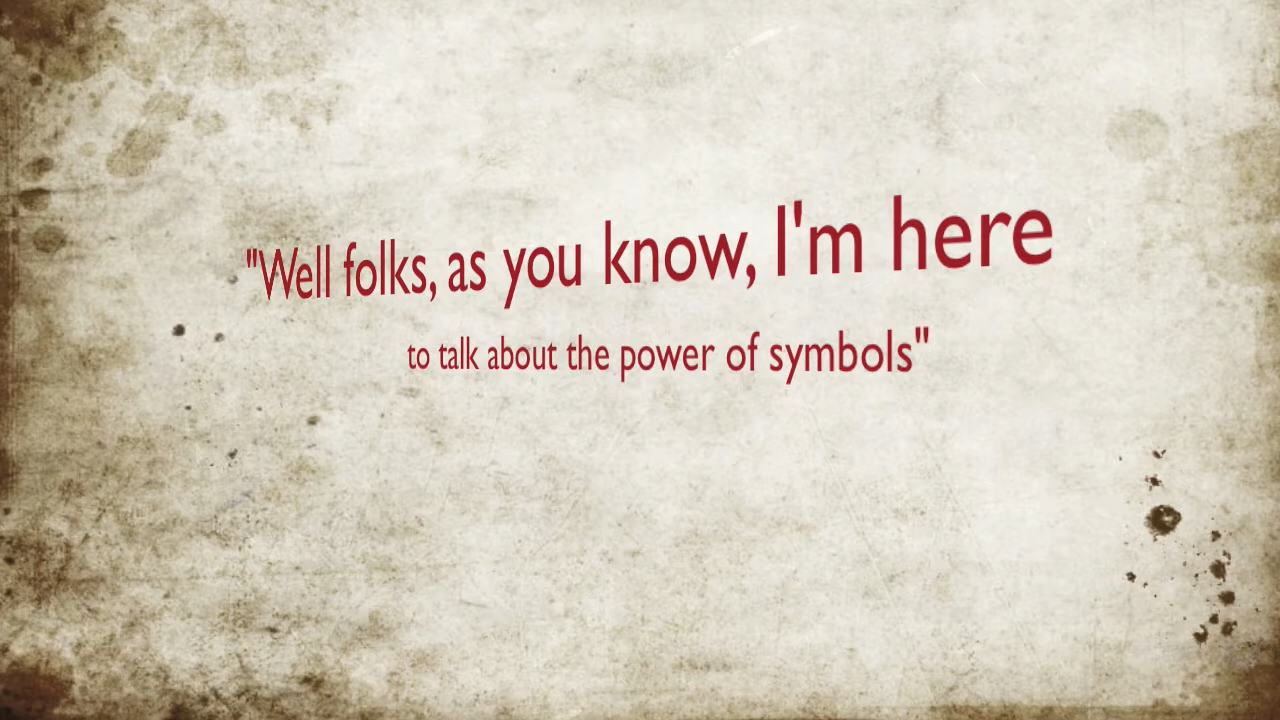 "Well folks, as you know, I'm here
to talk about the power of symbols"